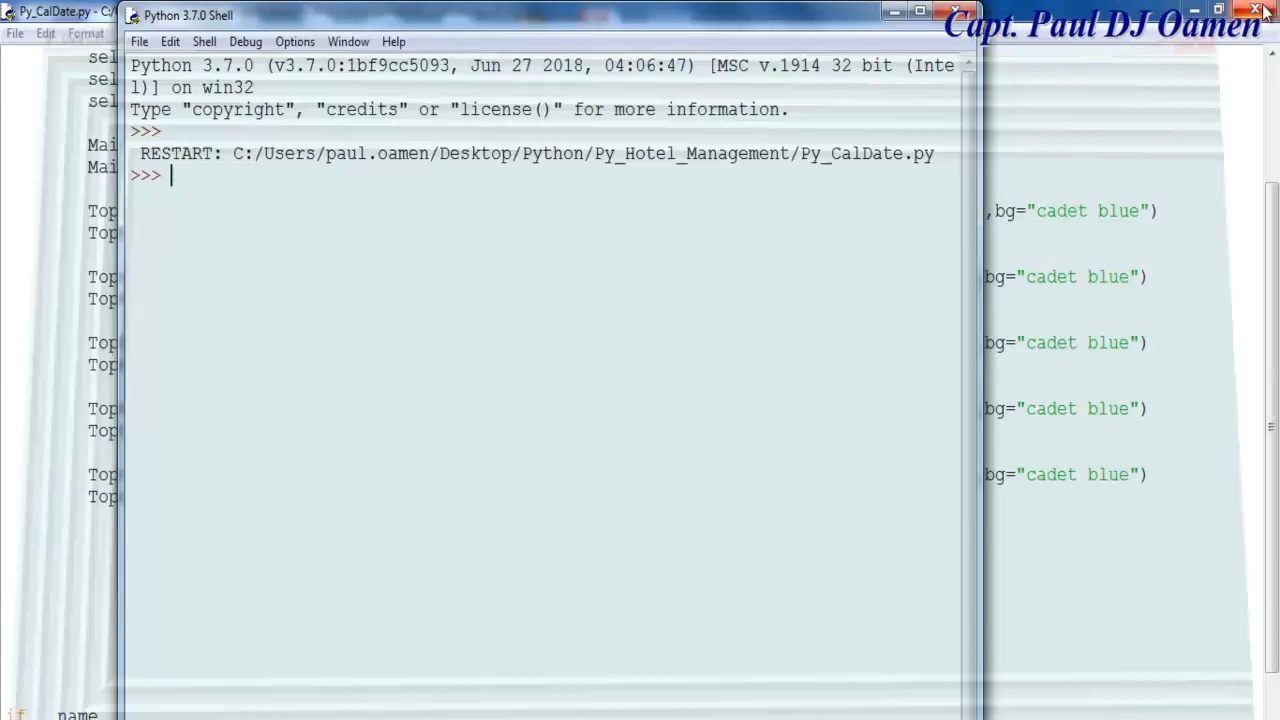 Py_CalDate.py - C:/
Python 3.7.0 Shell
Capt. Paul DJ Oamen
File Edit Format
File Edit Shell Debug Options Window Help
Python 3.7.0 (v3.7.0:1bf9cc5093, Jun 27 2018, 04:06:47) [MSC v.1914 32 bit (Inte
l)] on win32
Type "copyright", "credits" or "license()" for more information.
>>>
RESTART: C:/Users/paul.oamen/Desktop/Python/Py_Hotel_Management/Py_CalDate.py
>>>
sel
sel
sel
Mai
Mai
Top ,bg="cadet blue")
Top
Top bg="cadet blue")
Top
Top bg="cadet blue")
Top
Top bg="cadet blue")
Top
Top bg="cadet blue")
Top
if __name